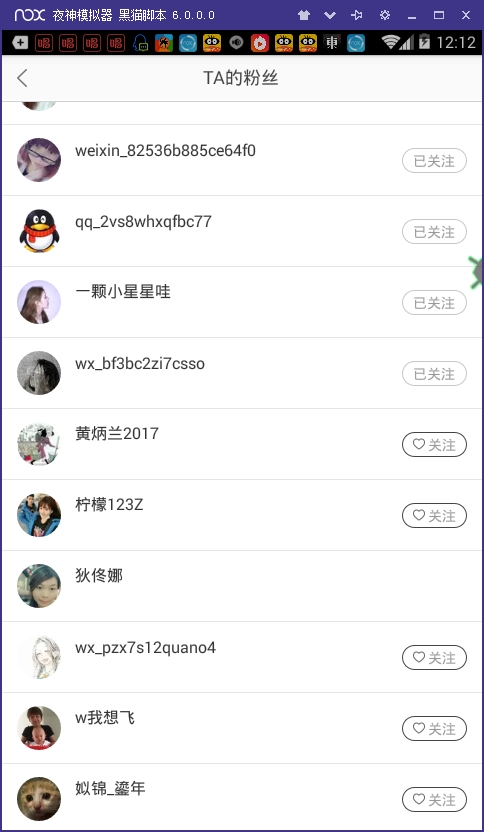 nox 夜神模拟器 黑猫脚本 6.0.0.0
12:12
TA的粉丝
weixin_82536b885ce64f0
已关注
qq_2vs8whxqfbc77
已关注
一颗小星星哇
已关注
wx_bf3bc2zi7csso
已关注
黄炳兰2017
关注
柠檬123Z
关注
狄佟娜
wx_pzx7s12quano4
关注
w我想飞
关注
姒锦_鎏年
关注